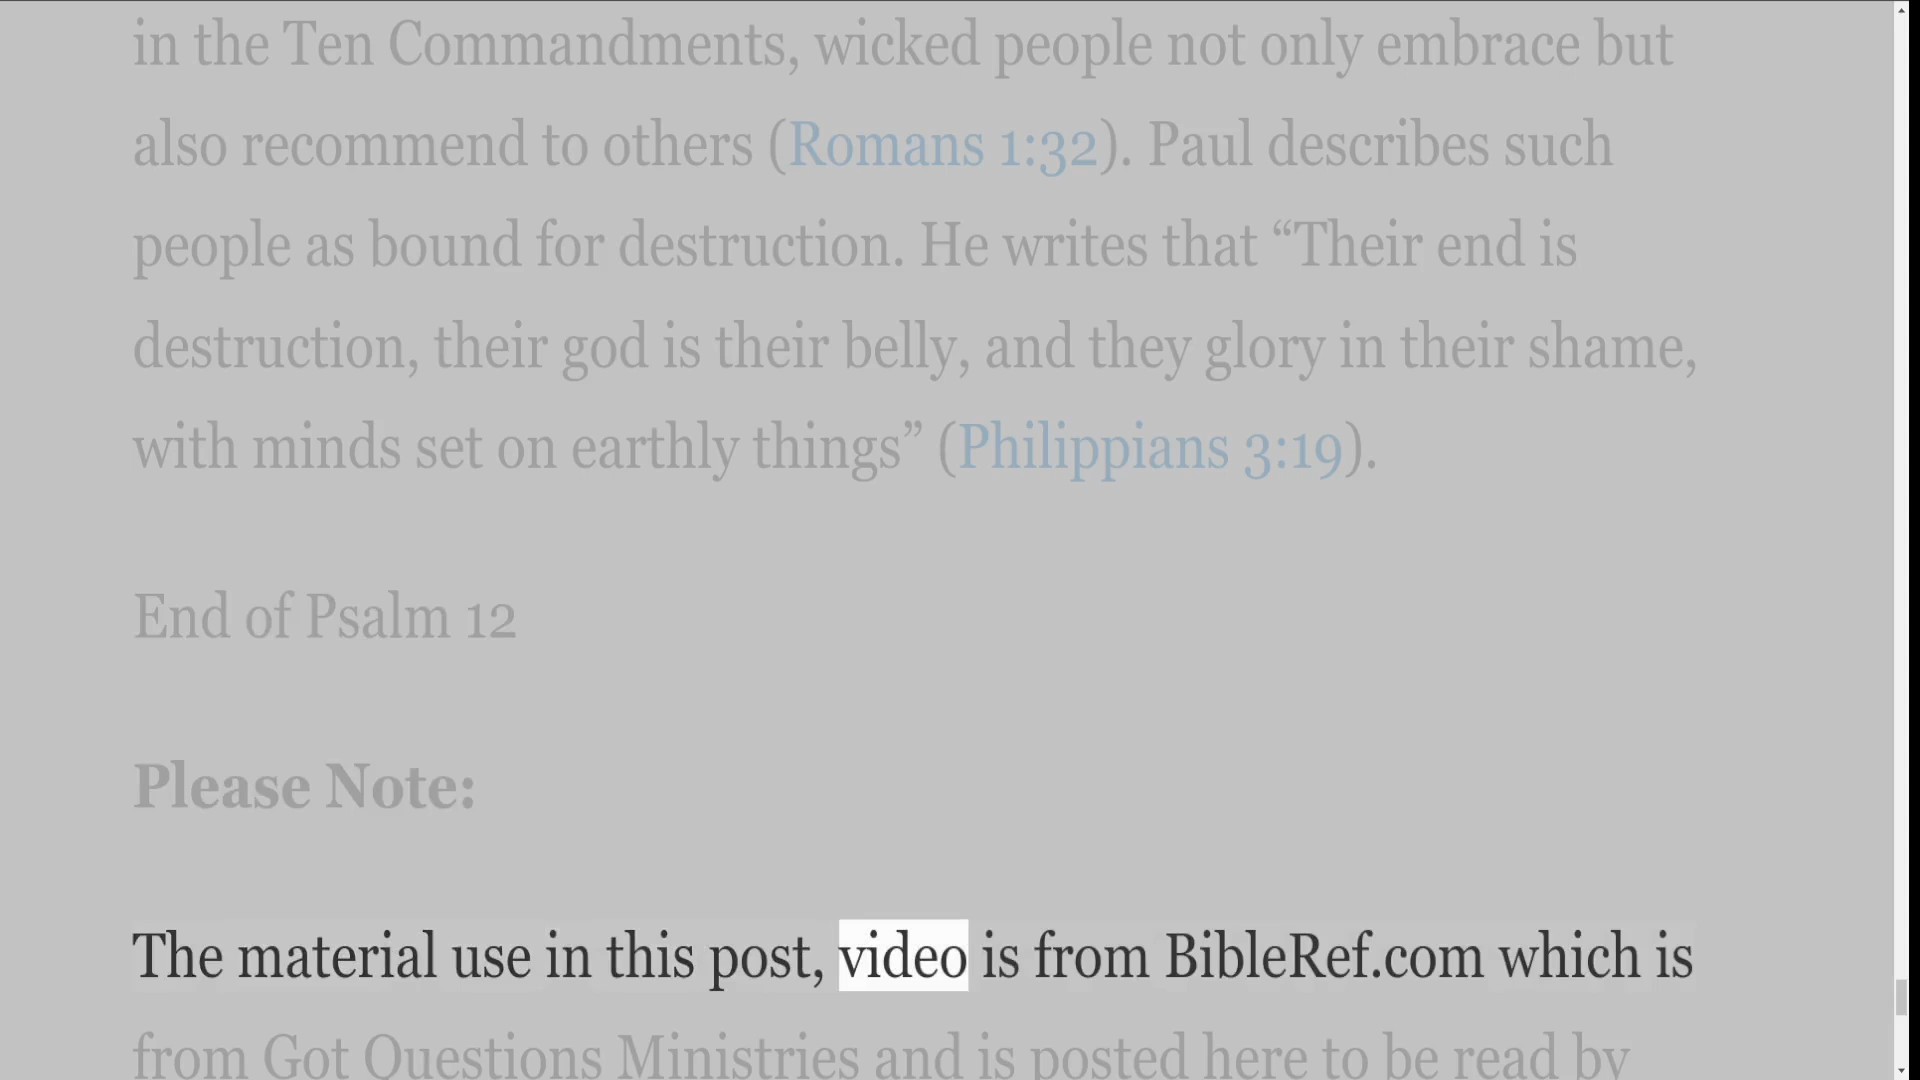 in the Ten Commandments, wicked people not only embrace but
also recommend to others (Romans 1:32). Paul describes such
people as bound for destruction. He writes that “Their end is
destruction, their god is their belly, and they glory in their shame,
with minds set on earthly things” (Philippians 3:19).
End of Psalm 12
Please Note:
The material use in this post, video is from BibleRef.com which is
from Got Questions Ministries and is posted here to be read by